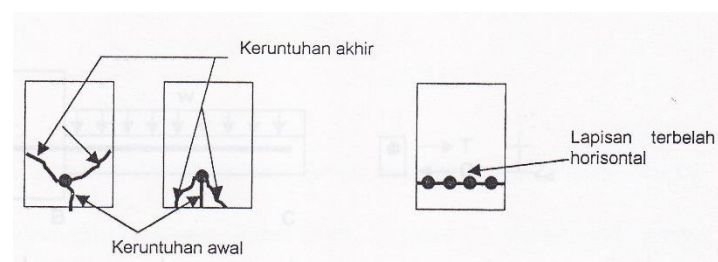 Keruntuhan akhir
Lapisan terbelah
horisontal
Keruntuhan awal
w
T
B
C